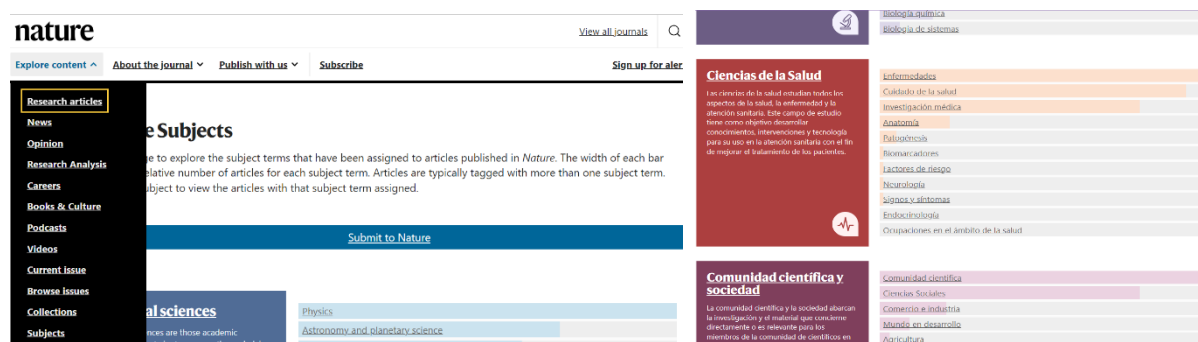 nature
View all journals
Explore content
About the journal
Publish with us
Subscribe
Sign up for aler
Research articles
News
Opinion
Research Analysis
Careers
Books & Culture
Podcasts
Videos
Current issue
Browse issues
Collections
Subjects
e Subjects
ge to explore the subject terms that have been assigned to articles published in Nature. The width of each bar
elative number of articles for each subject term. Articles are typically tagged with more than one subject term.
ubject to view the articles with that subject term assigned.
Submit to Nature
al sciences
nces are those academic
Physics
Astronomy and planetary science
Biología química
Biología de sistemas
Ciencias de la Salud
Las ciencias de la salud estudian todos los
aspectos de la salud, la enfermedad y la
atención sanitaria. Este campo de estudio
tiene como objetivo desarrollar
conocimientos, intervenciones y tecnología
para su uso en la atención sanitaria con el fin
de mejorar el tratamiento de los pacientes.
Enfermedades
Cuidado de la salud
Investigación médica
Anatomía
Patogénesis
Biomarcadores
Factores de riesgo
Neurología
Signos y síntomas
Endocrinología
Ocupaciones en el ámbito de la salud
Comunidad científica y
sociedad
La comunidad científica y la sociedad abarcan
la investigación y el material que concierne
directamente o es relevante para los
miembros de la comunidad de científicos en
Comunidad científica
Ciencias Sociales
Comercio e industria
Mundo en desarrollo
Agricultura